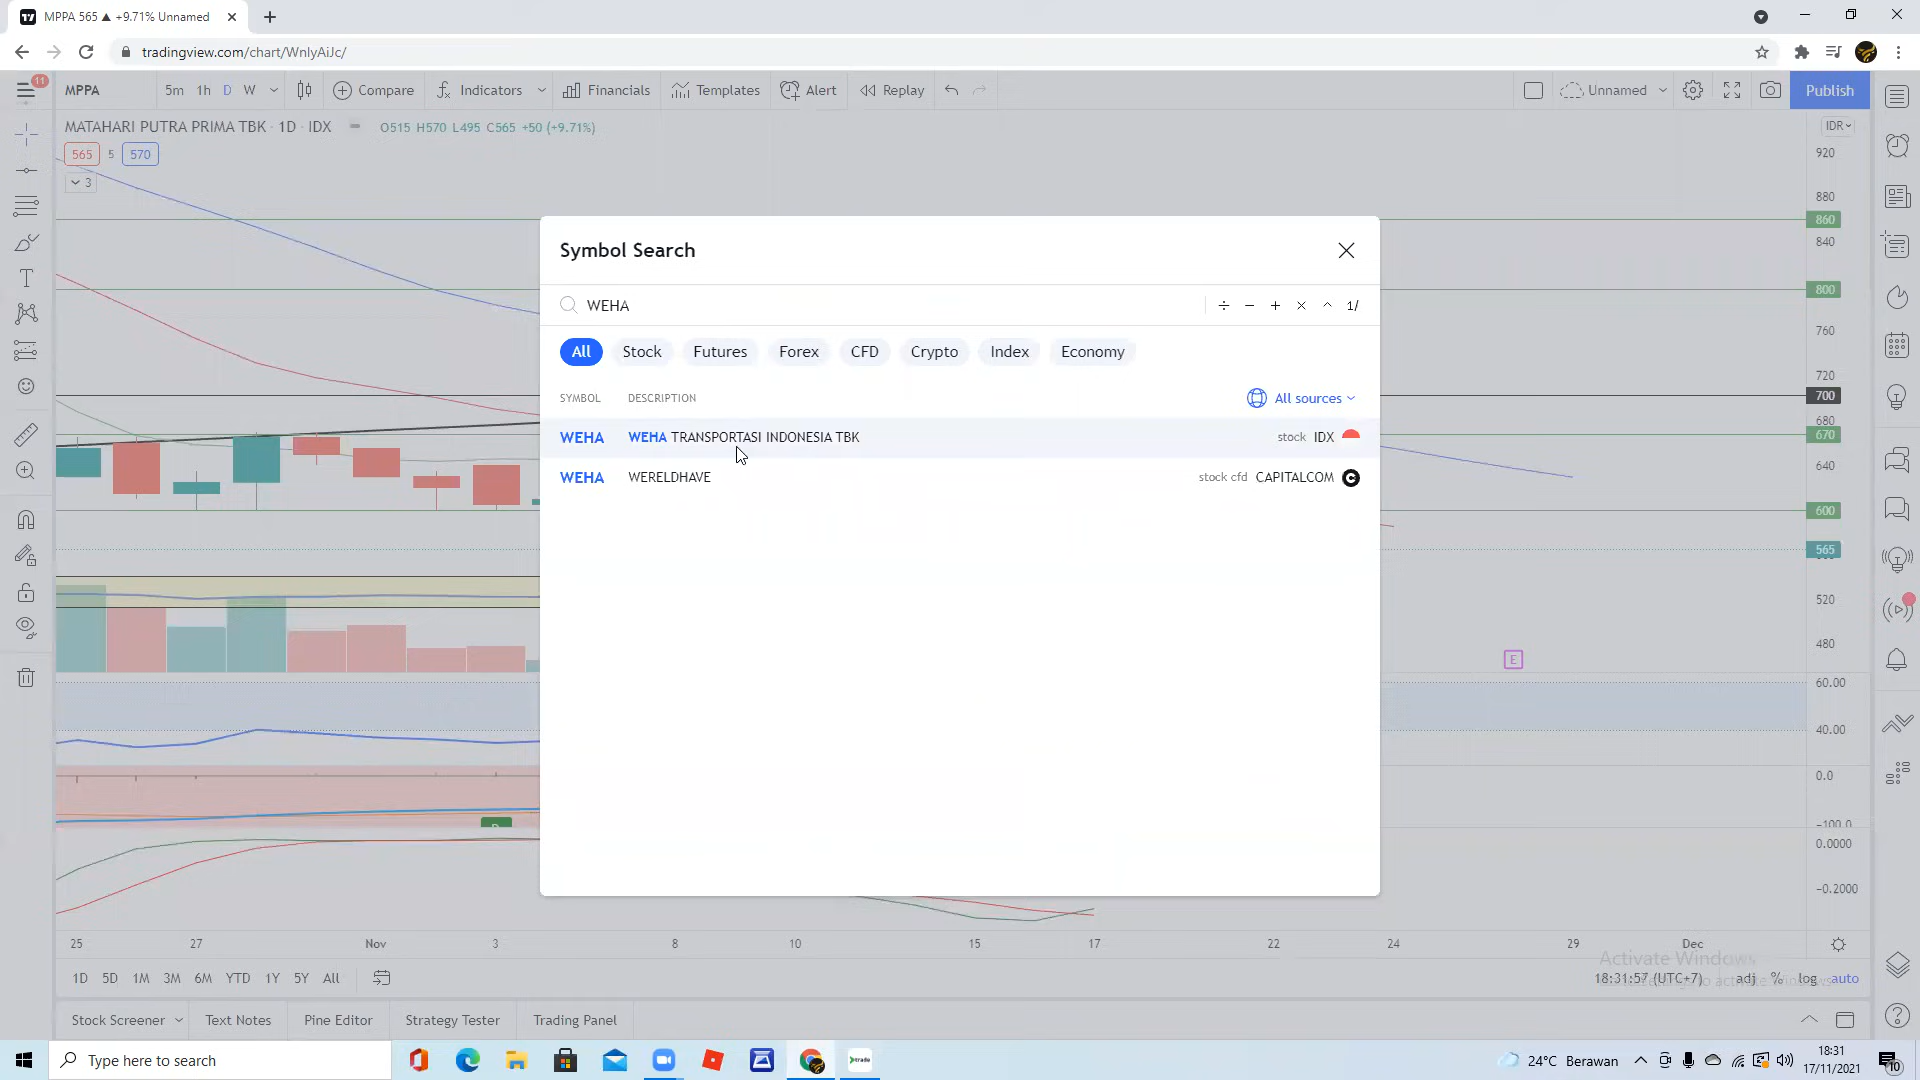 MPPA 565 ▲ +9.71% Unnamed
tradingview.com/chart/WnlyAiJc/
11
MPPA 5m 1h D W Compare Indicators Financials Templates Alert Replay Unnamed Publish
MATAHARI PUTRA PRIMA TBK · 1D · IDX O515 H570 L495 C565 +50 (+9.71%)
IDR
565 5 570
3
920
880
860
840
800
760
720
700
680
670
640
600
565
520
480
60.00
40.00
0.0
-100.0
0.0000
-0.2000
E
Symbol Search
WEHA
÷ − + × ^ 1/
All Stock Futures Forex CFD Crypto Index Economy
SYMBOL DESCRIPTION All sources
WEHA WEHA TRANSPORTASI INDONESIA TBK stock IDX
WEHA WERELDHAVE stock cfd CAPITALCOM
25 27 Nov 3 8 10 15 17 22 24 29 Dec
Activate Windows
1D 5D 1M 3M 6M YTD 1Y 5Y All 18:31:57 (UTC+7) adj % log auto
Stock Screener Text Notes Pine Editor Strategy Tester Trading Panel
Type here to search
trade
24°C Berawan
18:31
17/11/2021
10